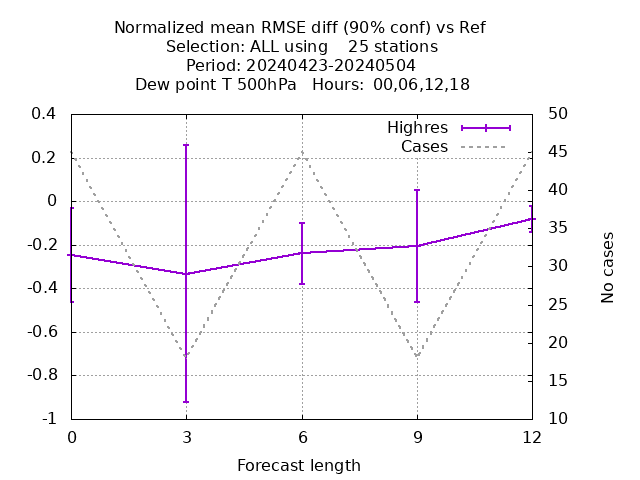 Normalized mean RMSE diff (90% conf) vs Ref
Selection: ALL using    25 stations
Period: 20240423-20240504
Dew point T 500hPa   Hours: 00,06,12,18
Highres
Cases
0.4
0.2
0
-0.2
-0.4
-0.6
-0.8
-1
50
45
40
35
30
25
20
15
10
No cases
0 3 6 9 12
Forecast length